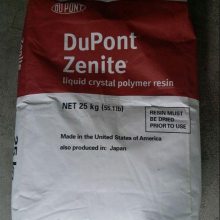 DUPONT
DuPont
Zenite
liquid crystal polymer resin
NET 25 kg (55.1 lb)
RESIN MUST
BE DRIED
PRIOR TO USE
Made in the United States of America
also produced in: Japan